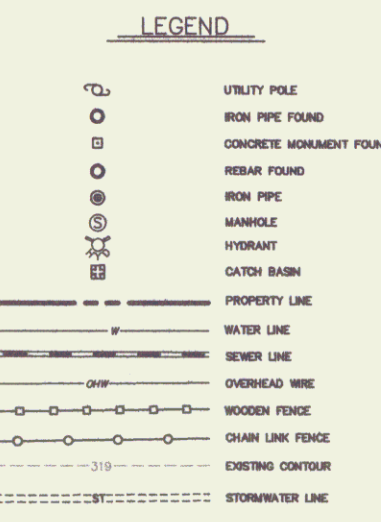 LEGEND
UTILITY POLE
IRON PIPE FOUND
CONCRETE MONUMENT FOUN
REBAR FOUND
IRON PIPE
S MANHOLE
HYDRANT
CATCH BASIN
PROPERTY LINE
W WATER LINE
SEWER LINE
OHW OVERHEAD WIRE
WOODEN FENCE
CHAIN LINK FENCE
319 EXISTING CONTOUR
ST STORMWATER LINE